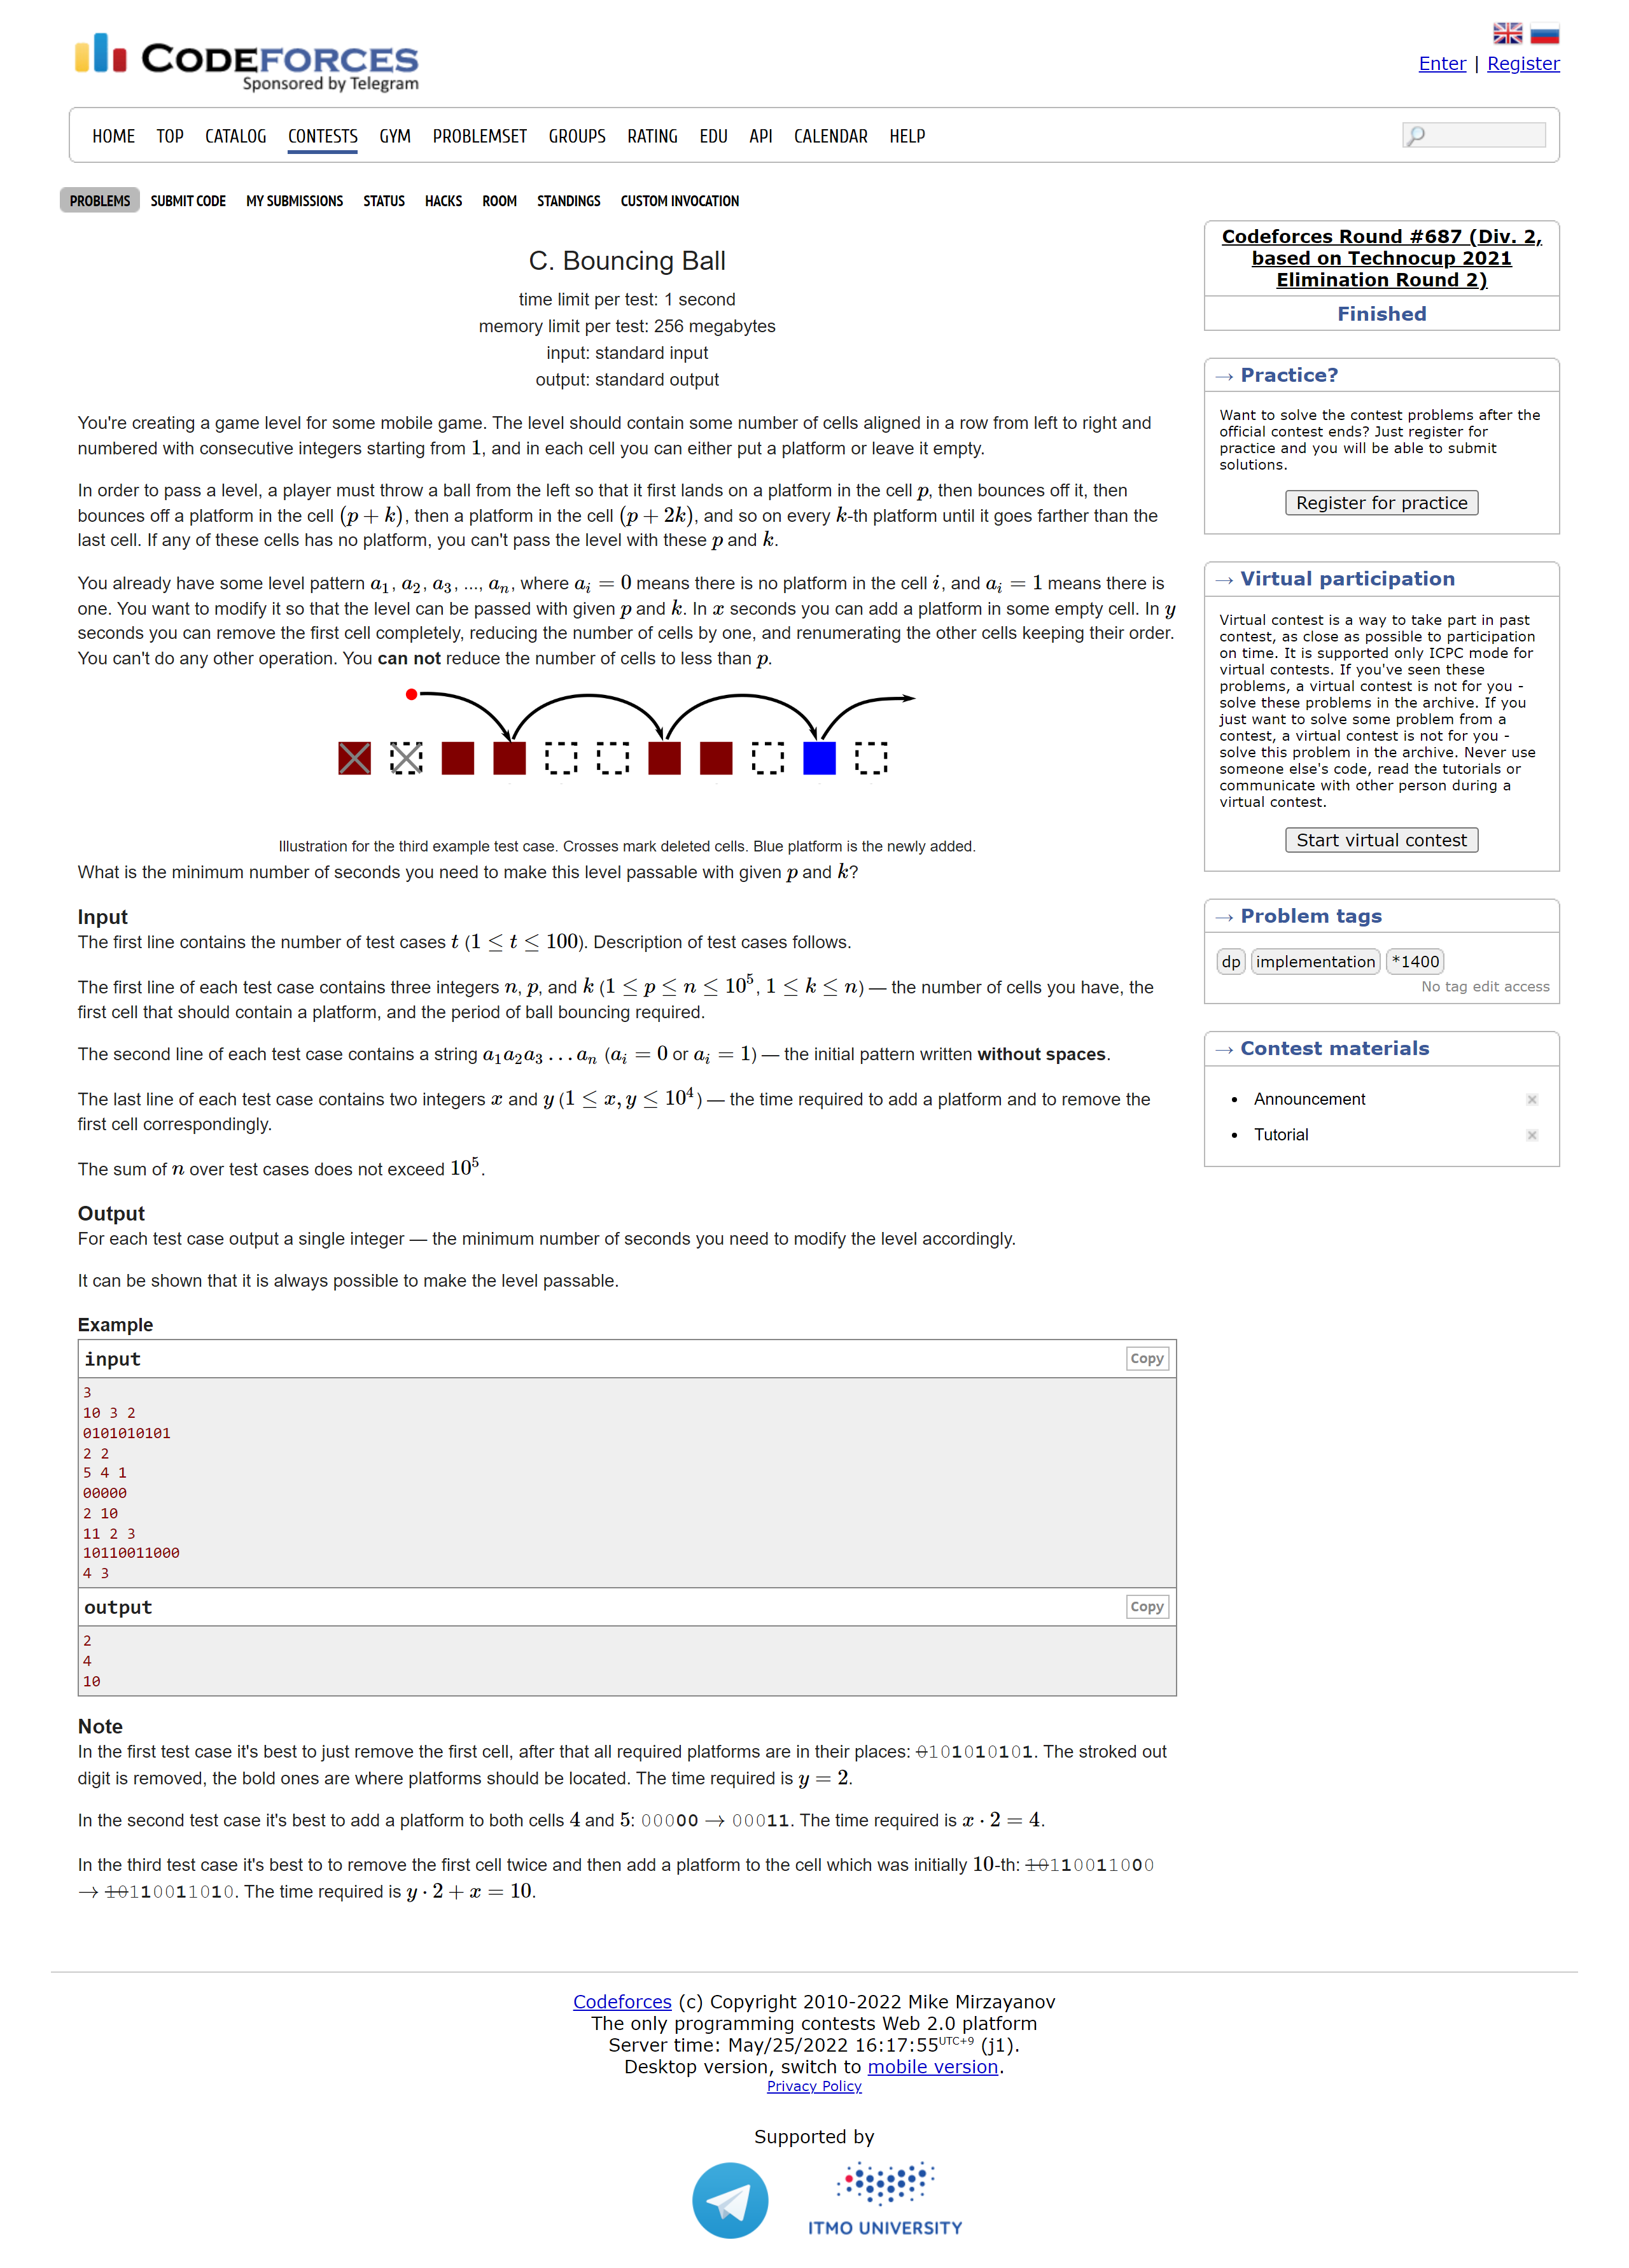 CODEFORCES
Sponsored by Telegram
Enter | Register
HOME TOP CATALOG CONTESTS GYM PROBLEMSET GROUPS RATING EDU API CALENDAR HELP
PROBLEMS SUBMIT CODE MY SUBMISSIONS STATUS HACKS ROOM STANDINGS CUSTOM INVOCATION
C. Bouncing Ball
time limit per test: 1 second
memory limit per test: 256 megabytes
input: standard input
output: standard output
You're creating a game level for some mobile game. The level should contain some number of cells aligned in a row from left to right and
numbered with consecutive integers starting from 1, and in each cell you can either put a platform or leave it empty.
In order to pass a level, a player must throw a ball from the left so that it first lands on a platform in the cell p, then bounces off it, then
bounces off a platform in the cell (p + k), then a platform in the cell (p + 2k), and so on every k-th platform until it goes farther than the
last cell. If any of these cells has no platform, you can't pass the level with these p and k.
You already have some level pattern a₁, a₂, a₃, ..., aₙ, where aᵢ = 0 means there is no platform in the cell i, and aᵢ = 1 means there is
one. You want to modify it so that the level can be passed with given p and k. In x seconds you can add a platform in some empty cell. In y
seconds you can remove the first cell completely, reducing the number of cells by one, and renumerating the other cells keeping their order.
You can't do any other operation. You can not reduce the number of cells to less than p.
Illustration for the third example test case. Crosses mark deleted cells. Blue platform is the newly added.
What is the minimum number of seconds you need to make this level passable with given p and k?
Input
The first line contains the number of test cases t (1 ≤ t ≤ 100). Description of test cases follows.
The first line of each test case contains three integers n, p, and k (1 ≤ p ≤ n ≤ 10⁵, 1 ≤ k ≤ n) — the number of cells you have, the
first cell that should contain a platform, and the period of ball bouncing required.
The second line of each test case contains a string a₁a₂a₃...aₙ (aᵢ = 0 or aᵢ = 1) — the initial pattern written without spaces.
The last line of each test case contains two integers x and y (1 ≤ x, y ≤ 10⁴) — the time required to add a platform and to remove the
first cell correspondingly.
The sum of n over test cases does not exceed 10⁵.
Output
For each test case output a single integer — the minimum number of seconds you need to modify the level accordingly.
It can be shown that it is always possible to make the level passable.
Example
input Copy
3
10 3 2
0101010101
2 2
5 4 1
00000
2 10
11 2 3
10110011000
4 3
output Copy
2
4
10
Note
In the first test case it's best to just remove the first cell, after that all required platforms are in their places: 0101010101. The stroked out
digit is removed, the bold ones are where platforms should be located. The time required is y = 2.
In the second test case it's best to add a platform to both cells 4 and 5: 00000 → 00011. The time required is x · 2 = 4.
In the third test case it's best to to remove the first cell twice and then add a platform to the cell which was initially 10-th: 10110011000
→ 10110011010. The time required is y · 2 + x = 10.
Codeforces Round #687 (Div. 2,
based on Technocup 2021
Elimination Round 2)
Finished
→ Practice?
Want to solve the contest problems after the
official contest ends? Just register for
practice and you will be able to submit
solutions.
Register for practice
→ Virtual participation
Virtual contest is a way to take part in past
contest, as close as possible to participation
on time. It is supported only ICPC mode for
virtual contests. If you've seen these
problems, a virtual contest is not for you -
solve these problems in the archive. If you
just want to solve some problem from a
contest, a virtual contest is not for you -
solve this problem in the archive. Never use
someone else's code, read the tutorials or
communicate with other person during a
virtual contest.
Start virtual contest
→ Problem tags
dp implementation *1400
No tag edit access
→ Contest materials
Announcement
Tutorial
Codeforces (c) Copyright 2010-2022 Mike Mirzayanov
The only programming contests Web 2.0 platform
Server time: May/25/2022 16:17:55 UTC+9 (j1).
Desktop version, switch to mobile version.
Privacy Policy
Supported by
ITMO UNIVERSITY